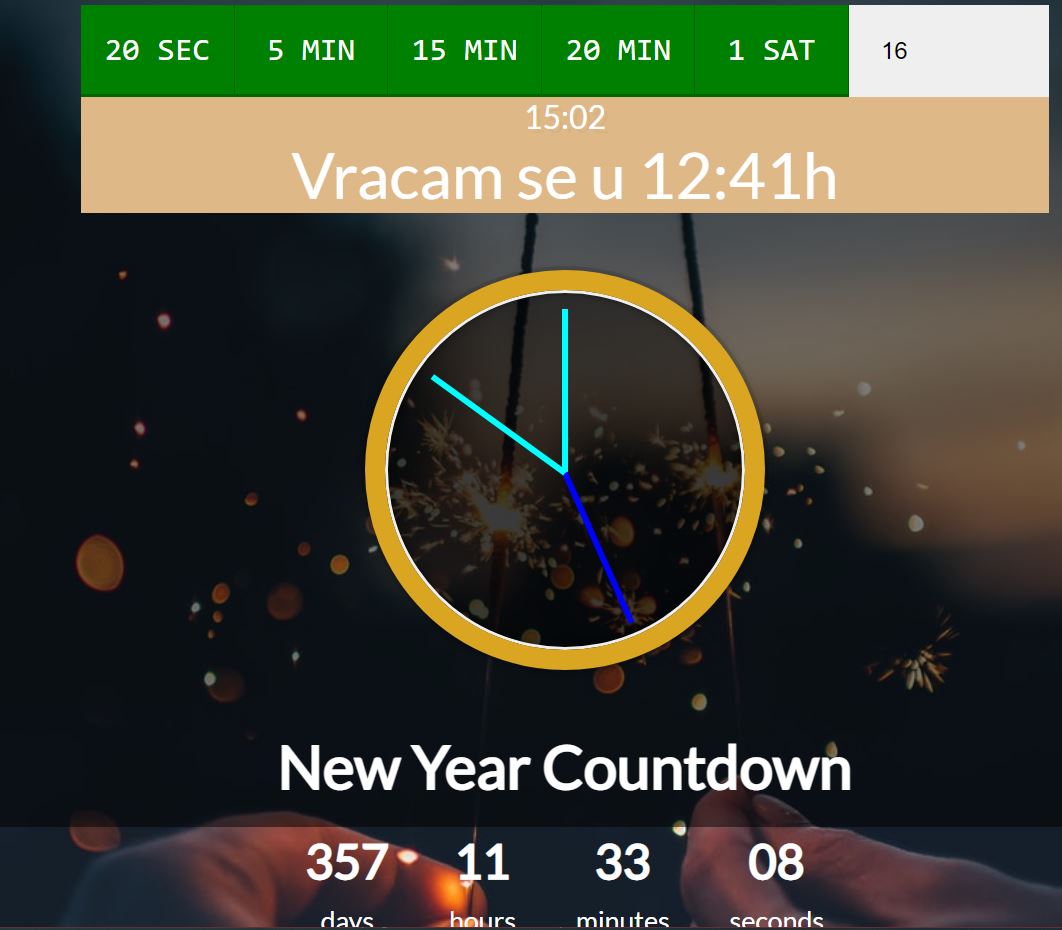 20 SEC 5 MIN 15 MIN 20 MIN 1 SAT 16
15:02
Vracam se u 12:41h
New Year Countdown
357 11 33 08
days hours minutes seconds